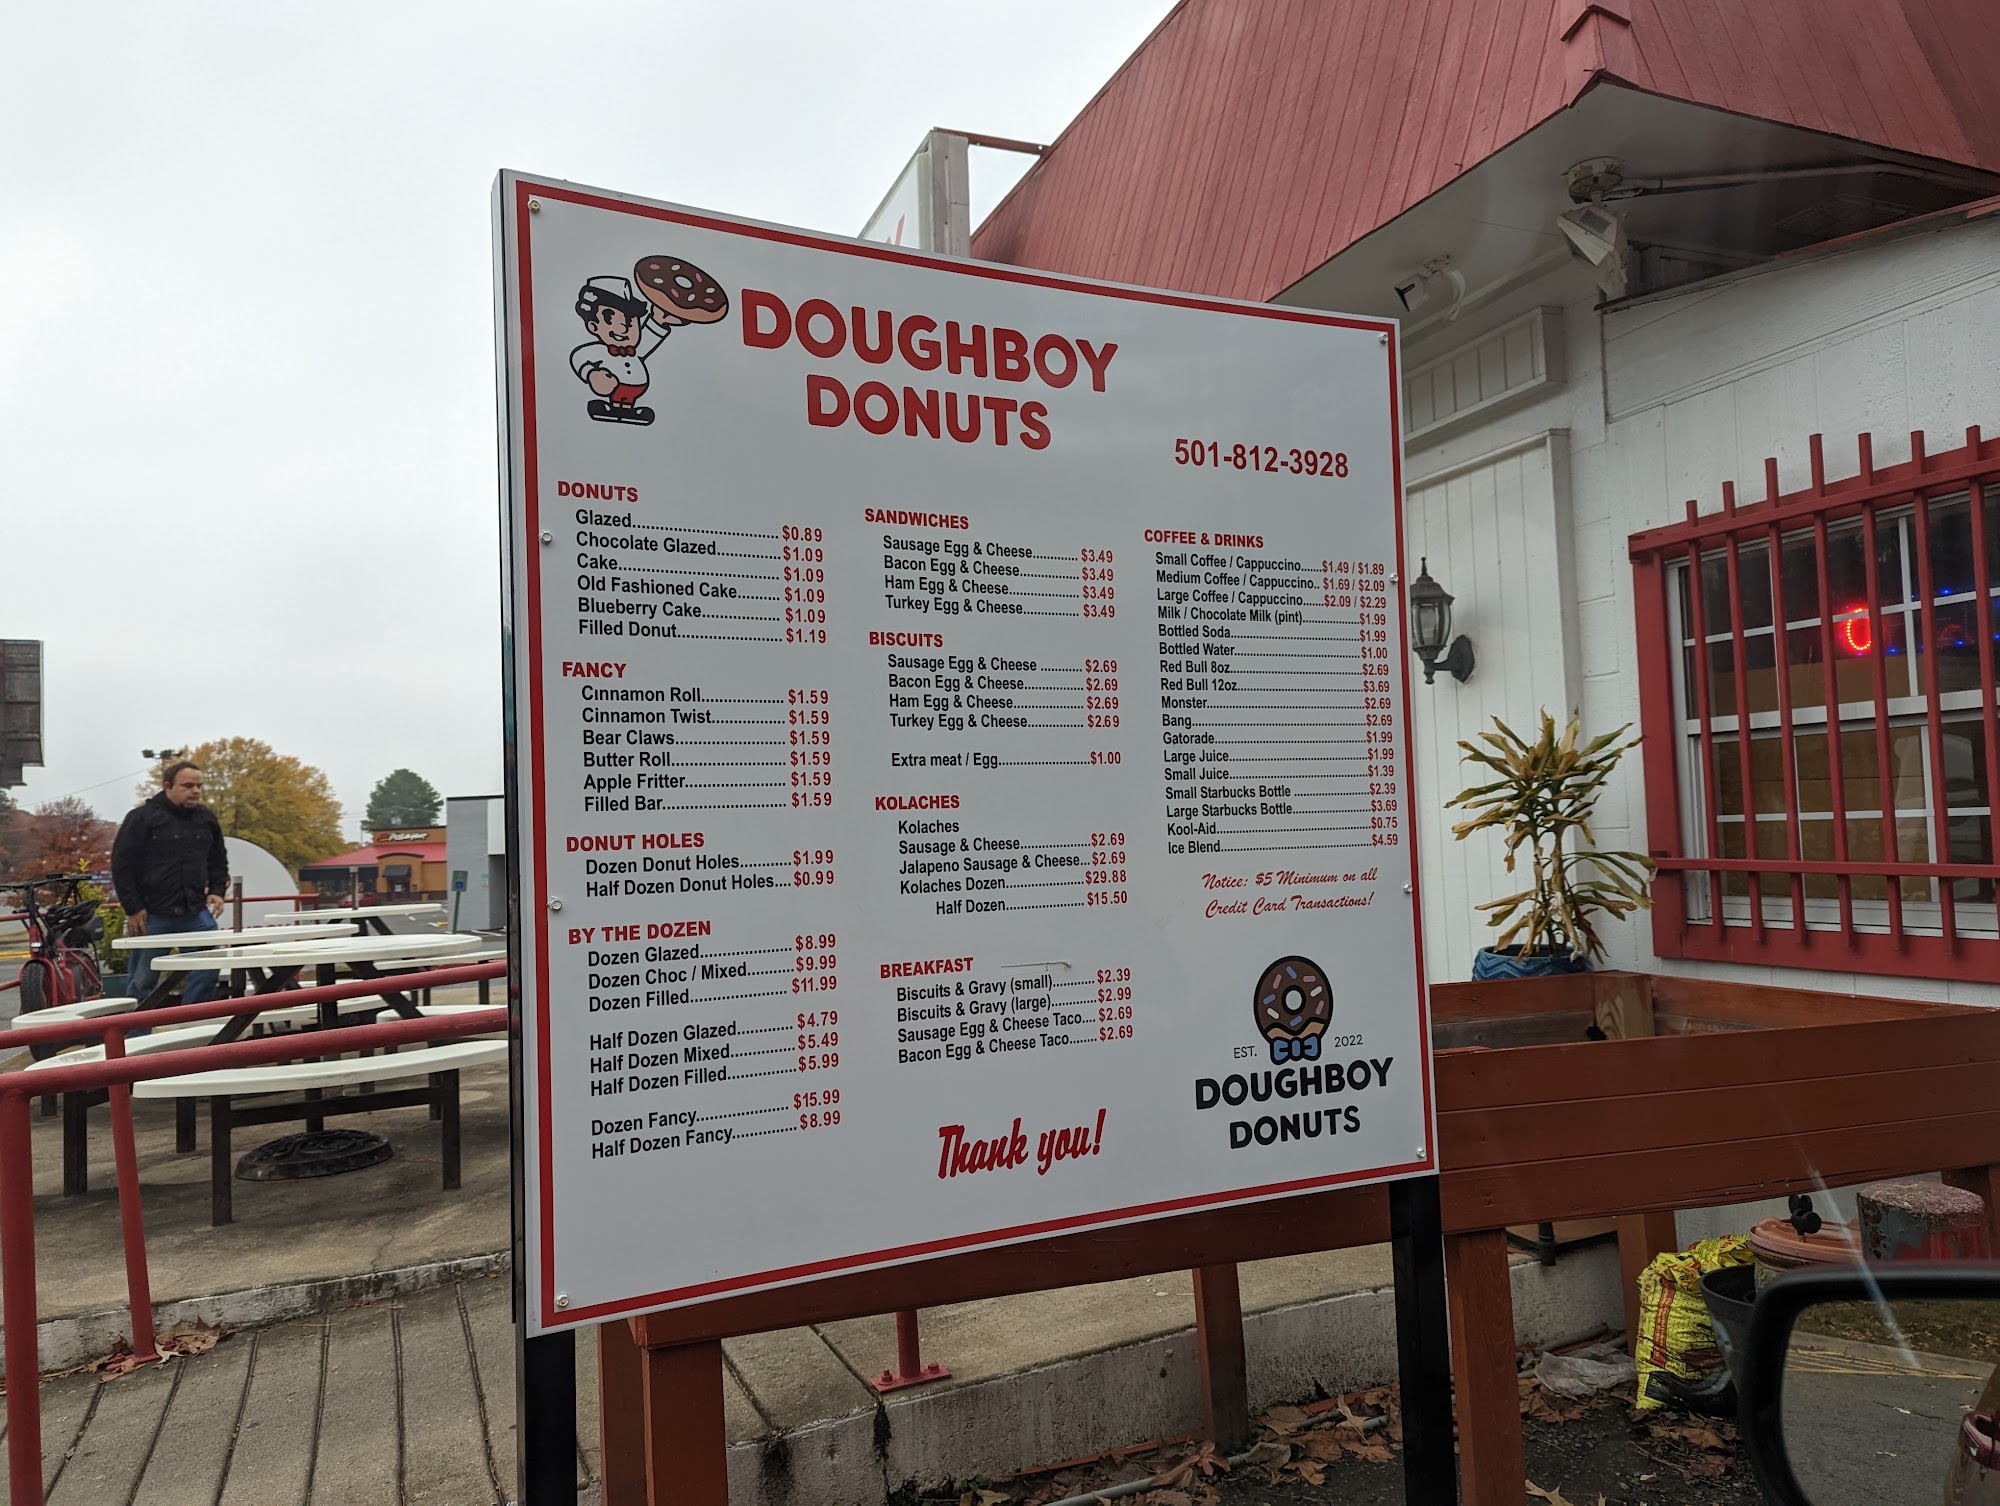 DOUGHBOY
DONUTS
501-812-3928
DONUTS
Glazed............................ $0.89
Chocolate Glazed............. $1.09
Cake............................... $1.09
Old Fashioned Cake......... $1.09
Blueberry Cake............... $1.09
Filled Donut.................... $1.19
FANCY
Cinnamon Roll................ $1.59
Cinnamon Twist.............. $1.59
Bear Claws..................... $1.59
Butter Roll...................... $1.59
Apple Fritter.................... $1.59
Filled Bar........................ $1.59
DONUT HOLES
Dozen Donut Holes...........$1.99
Half Dozen Donut Holes....$0.99
BY THE DOZEN
Dozen Glazed.................. $8.99
Dozen Choc / Mixed..........$9.99
Dozen Filled................... $11.99
Half Dozen Glazed............ $4.79
Half Dozen Mixed..............$5.49
Half Dozen Filled...............$5.99
Dozen Fancy.................. $15.99
Half Dozen Fancy..............$8.99
SANDWICHES
Sausage Egg & Cheese........... $3.49
Bacon Egg & Cheese.............. $3.49
Ham Egg & Cheese................. $3.49
Turkey Egg & Cheese.............. $3.49
BISCUITS
Sausage Egg & Cheese ............ $2.69
Bacon Egg & Cheese................. $2.69
Ham Egg & Cheese.................... $2.69
Turkey Egg & Cheese................ $2.69
Extra meat / Egg.......................$1.00
KOLACHES
Kolaches
Sausage & Cheese..................$2.69
Jalapeno Sausage & Cheese...$2.69
Kolaches Dozen....................$29.88
Half Dozen.................... $15.50
BREAKFAST
Biscuits & Gravy (small)............ $2.39
Biscuits & Gravy (large)............ $2.99
Sausage Egg & Cheese Taco.... $2.69
Bacon Egg & Cheese Taco........ $2.69
Thank you!
COFFEE & DRINKS
Small Coffee / Cappuccino......$1.49 / $1.89
Medium Coffee / Cappuccino.. $1.69 / $2.09
Large Coffee / Cappuccino......$2.09 / $2.29
Milk / Chocolate Milk (pint)................$1.99
Bottled Soda....................................$1.99
Bottled Water...................................$1.00
Red Bull 8oz.....................................$2.69
Red Bull 12oz...................................$3.69
Monster...........................................$2.69
Bang................................................$2.69
Gatorade..........................................$1.99
Large Juice......................................$1.99
Small Juice......................................$1.39
Small Starbucks Bottle ....................$2.39
Large Starbucks Bottle.....................$3.69
Kool-Aid...........................................$0.75
Ice Blend..........................................$4.59
Notice: $5 Minimum on all
Credit Card Transactions!
EST. 2022
DOUGHBOY
DONUTS
Pizza Hut